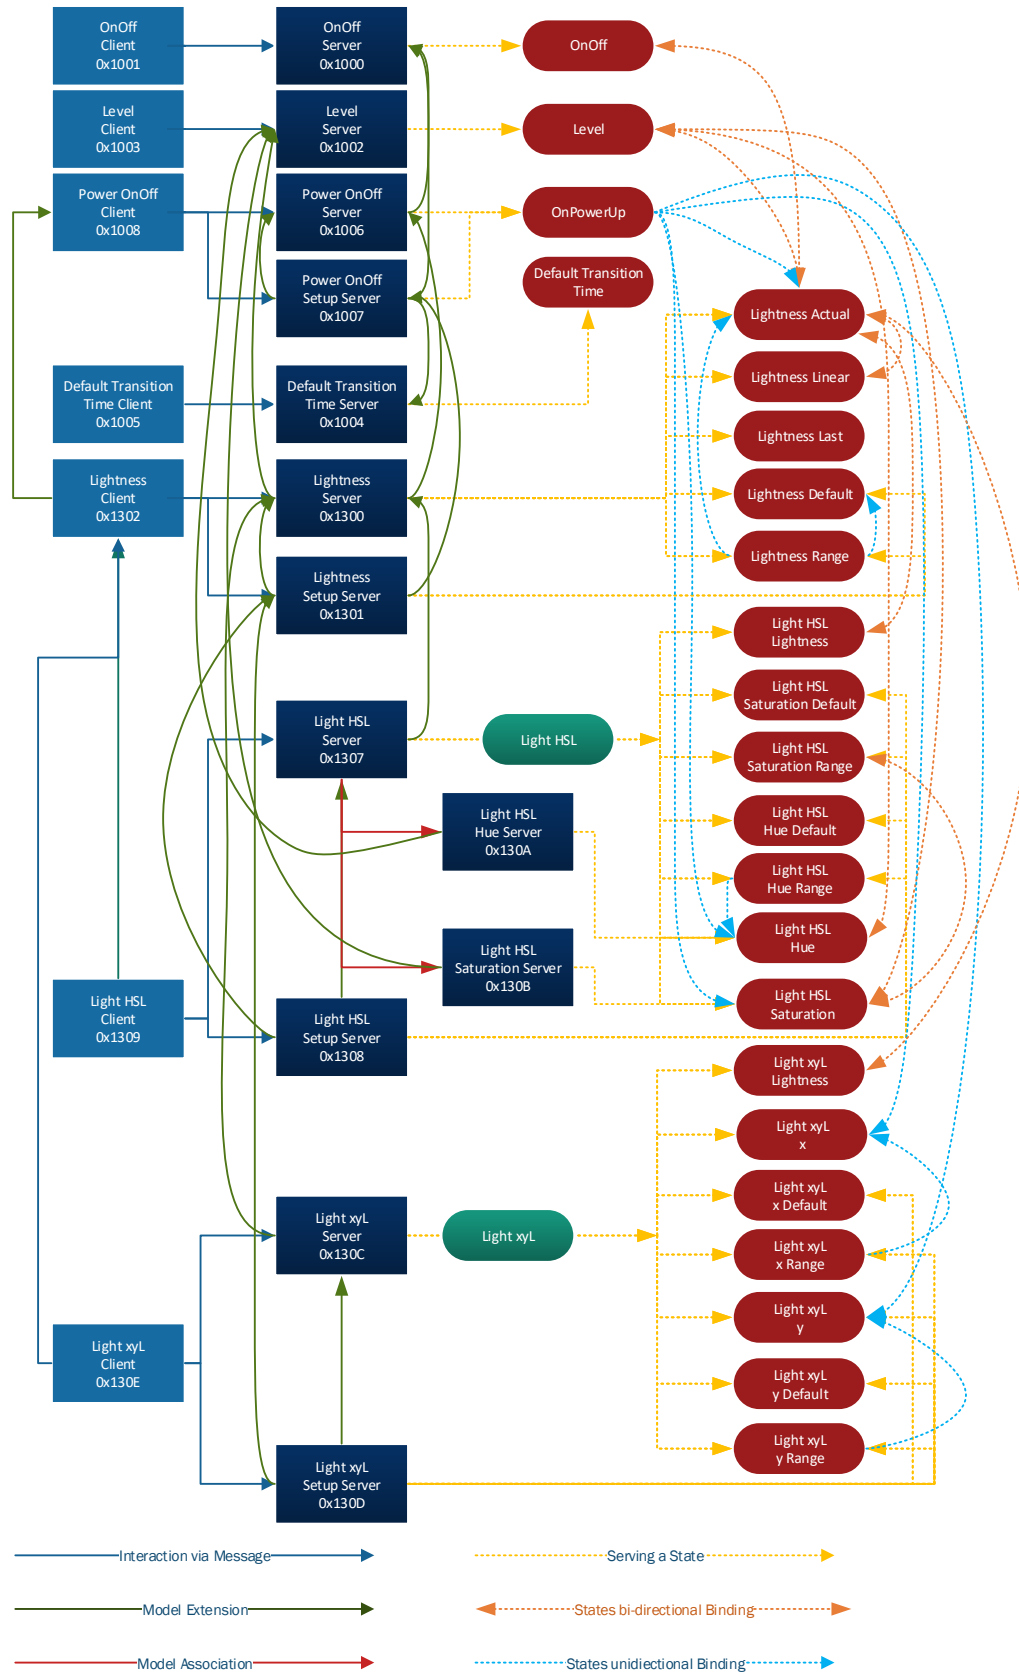 OnOff
Client
0x1001
OnOff
Server
0x1000
OnOff
Level
Client
0x1003
Level
Server
0x1002
Level
Power OnOff
Client
0x1008
Power OnOff
Server
0x1006
OnPowerUp
Power OnOff
Setup Server
0x1007
Default Transition
Time
Lightness Actual
Default Transition
Time Client
0x1005
Default Transition
Time Server
0x1004
Lightness Linear
Lightness Last
Lightness
Client
0x1302
Lightness
Server
0x1300
Lightness Default
Lightness Range
Lightness
Setup Server
0x1301
Light HSL
Lightness
Light HSL
Saturation Default
Light HSL
Server
0x1307
Light HSL
Light HSL
Saturation Range
Light HSL
Hue Server
0x130A
Light HSL
Hue Default
Light HSL
Hue Range
Light HSL
Hue
Light HSL
Saturation Server
0x130B
Light HSL
Saturation
Light HSL
Client
0x1309
Light HSL
Setup Server
0x1308
Light xyL
Lightness
Light xyL
x
Light xyL
x Default
Light xyL
Server
0x130C
Light xyL
Light xyL
x Range
Light xyL
y
Light xyL
Client
0x130E
Light xyL
y Default
Light xyL
y Range
Light xyL
Setup Server
0x130D
Interaction via Message
Serving a State
Model Extension
States bi-directional Binding
Model Association
States unidiectional Binding